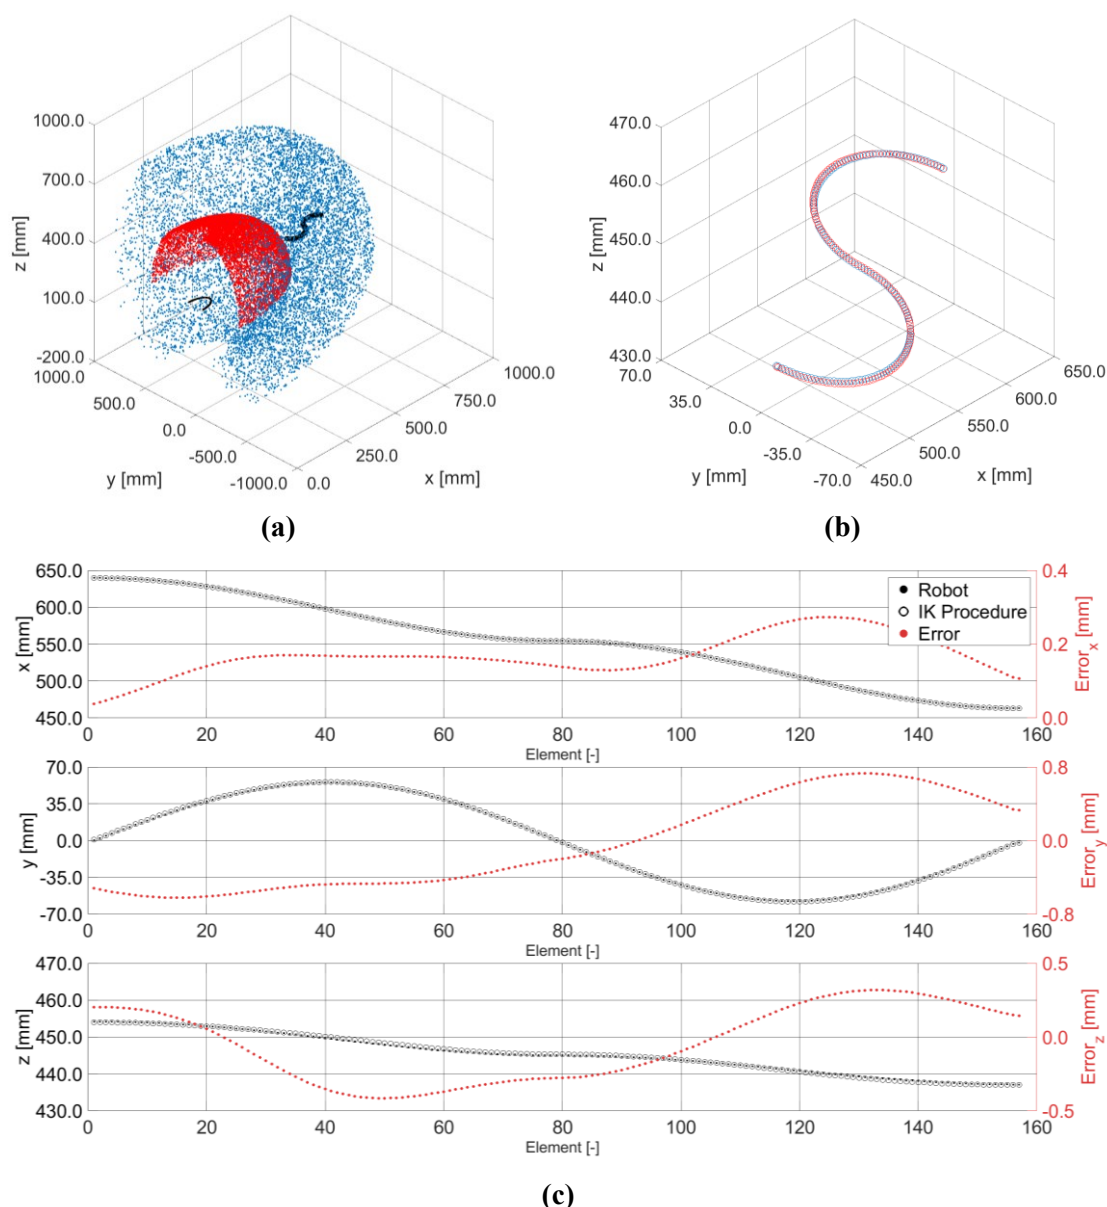 1000.0
700.0
400.0
100.0
-200.0
z [mm]
1000.0
500.0
0.0
-500.0
-1000.0
y [mm]
0.0
250.0
500.0
750.0
1000.0
x [mm]
(a)
470.0
460.0
450.0
440.0
430.0
z [mm]
70.0
35.0
0.0
-35.0
-70.0
y [mm]
450.0
500.0
550.0
600.0
650.0
x [mm]
(b)
650.0
600.0
550.0
500.0
450.0
x [mm]
0 20 40 60 80 100 120 140 160
Element [-]
0.4
0.2
0.0
Error_x [mm]
Robot
IK Procedure
Error
70.0
35.0
0.0
-35.0
-70.0
y [mm]
0 20 40 60 80 100 120 140 160
Element [-]
0.8
0.0
-0.8
Error_y [mm]
470.0
460.0
450.0
440.0
430.0
z [mm]
0 20 40 60 80 100 120 140 160
Element [-]
0.5
0.0
-0.5
Error_z [mm]
(c)